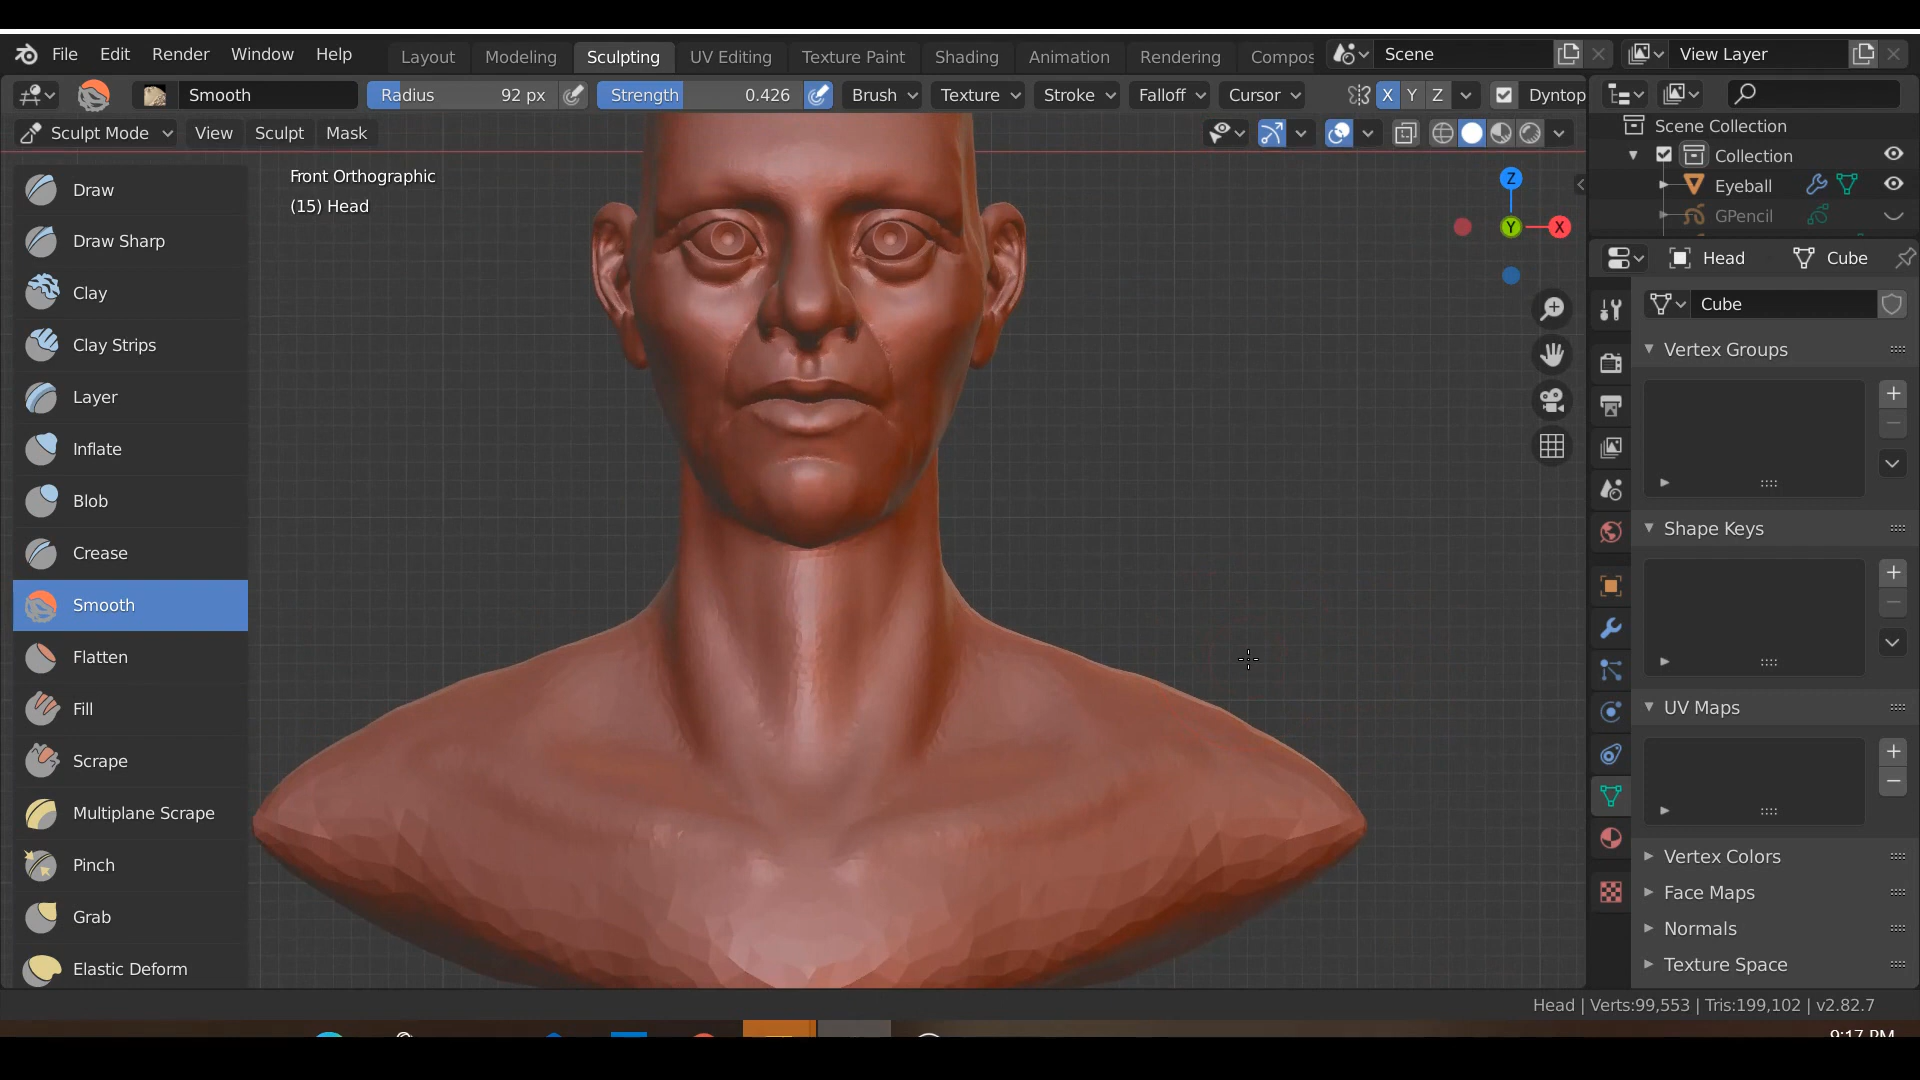 File Edit Render Window Help Layout Modeling Sculpting UV Editing Texture Paint Shading Animation Rendering Compos Scene View Layer
Smooth Radius 92 px Strength 0.426 Brush Texture Stroke Falloff Cursor X Y Z Dyntop
Sculpt Mode View Sculpt Mask
Front Orthographic
(15) Head
Z
Y
X
Draw
Draw Sharp
Clay
Clay Strips
Layer
Inflate
Blob
Crease
Smooth
Flatten
Fill
Scrape
Multiplane Scrape
Pinch
Grab
Elastic Deform
Scene Collection
Collection
Eyeball
GPencil
Head Cube
Cube
Vertex Groups
Shape Keys
UV Maps
Vertex Colors
Face Maps
Normals
Texture Space
Head | Verts:99,553 | Tris:199,102 | v2.82.7
9:17 PM